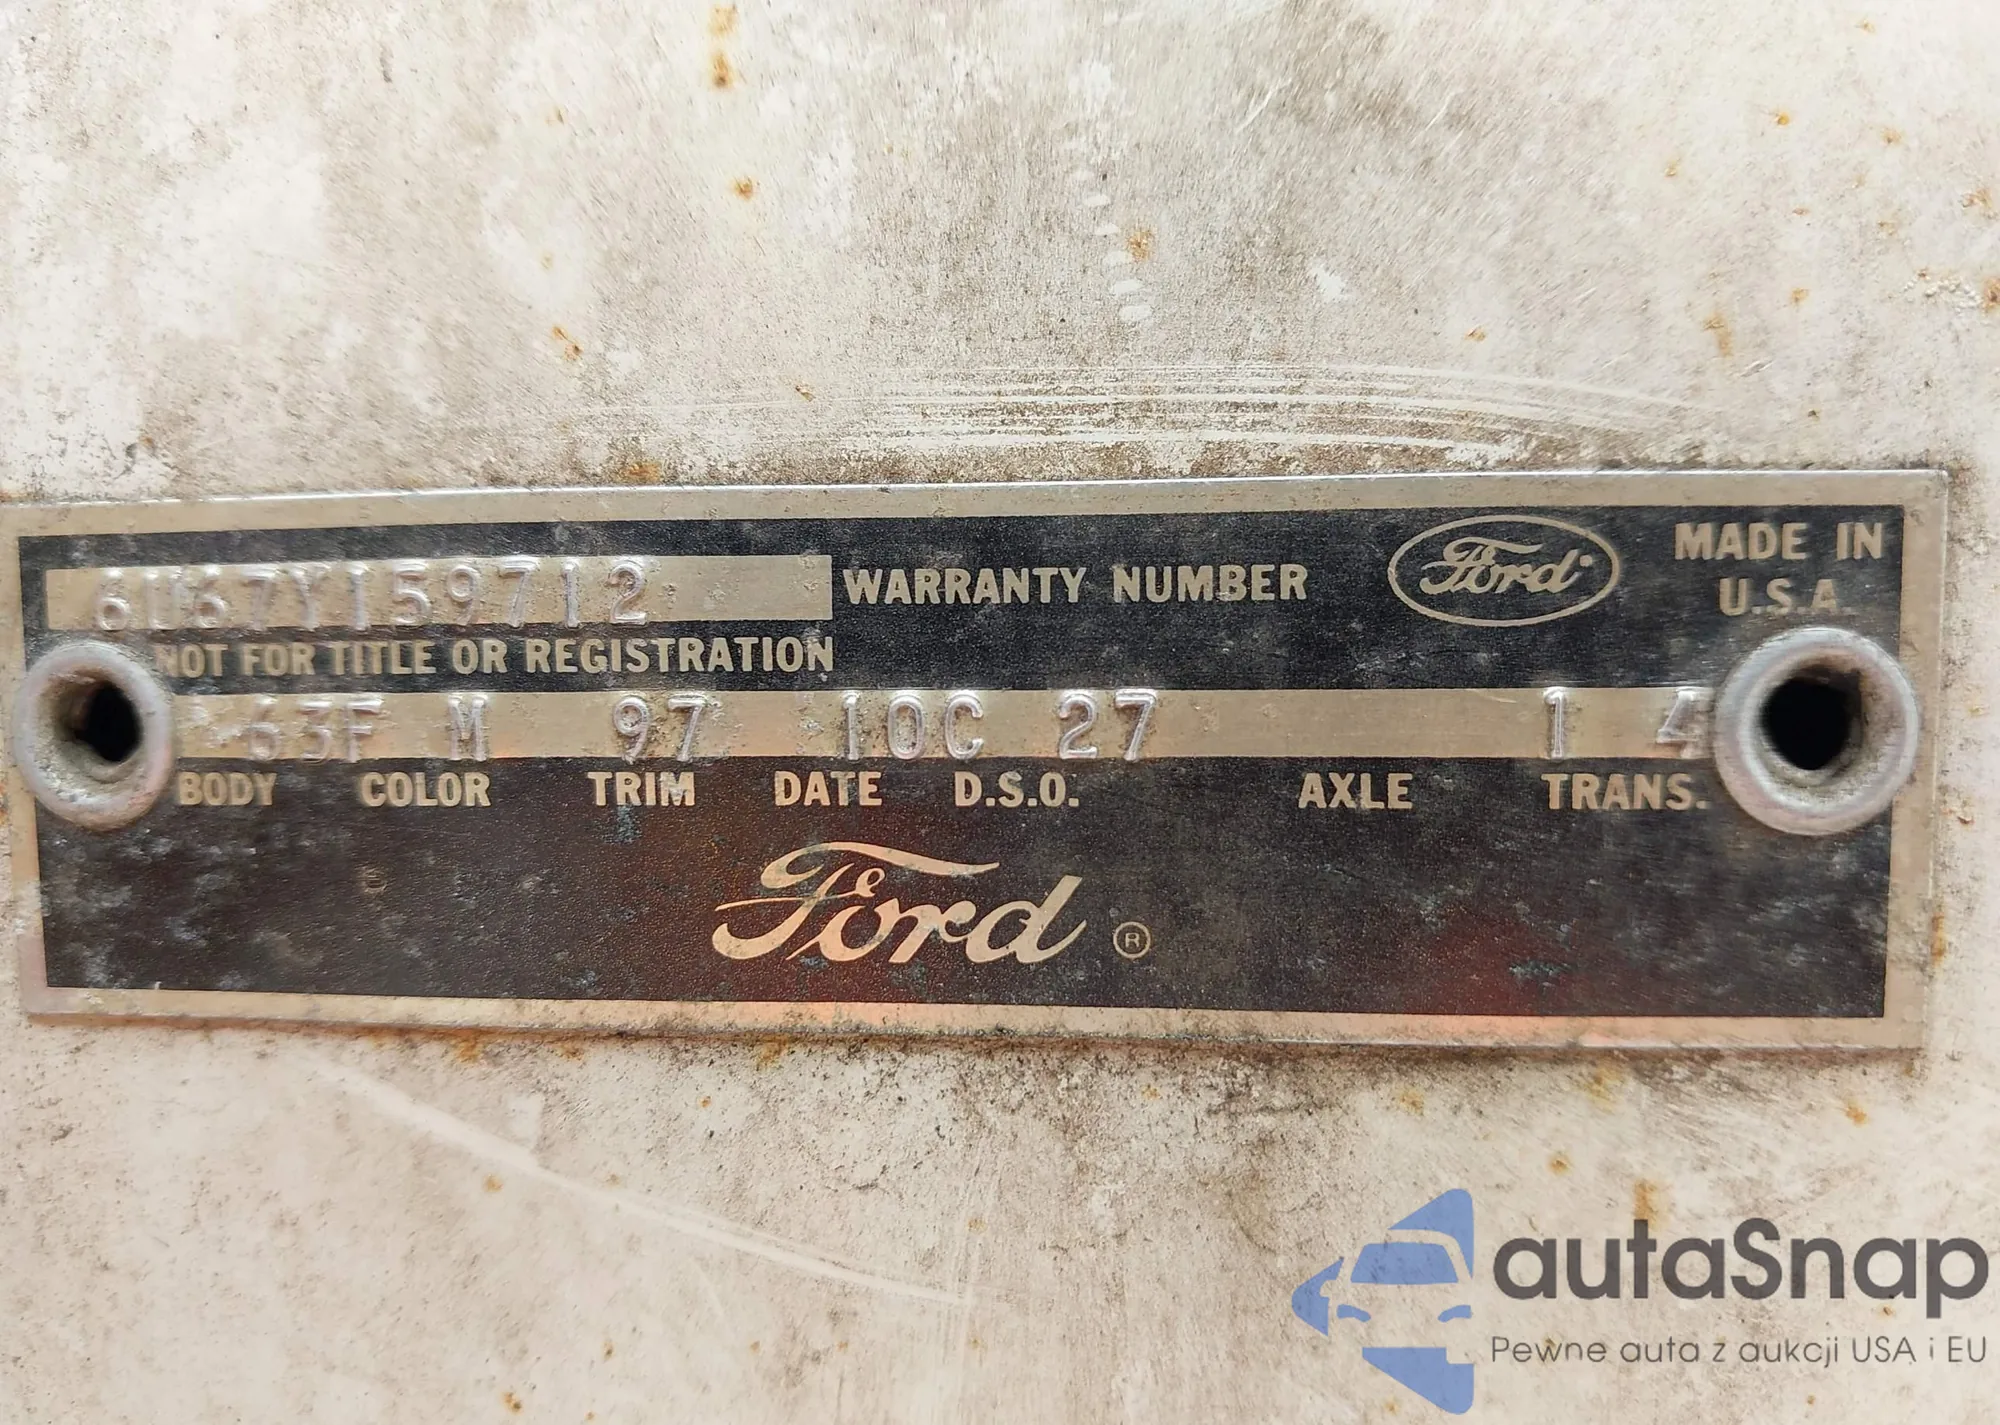 6U67Y159712 WARRANTY NUMBER Ford MADE IN U.S.A.
NOT FOR TITLE OR REGISTRATION
63F M 97 10C 27 1 4
BODY COLOR TRIM DATE D.S.O. AXLE TRANS.
Ford ®
autaSnap
Pewne auta z aukcji USA i EU